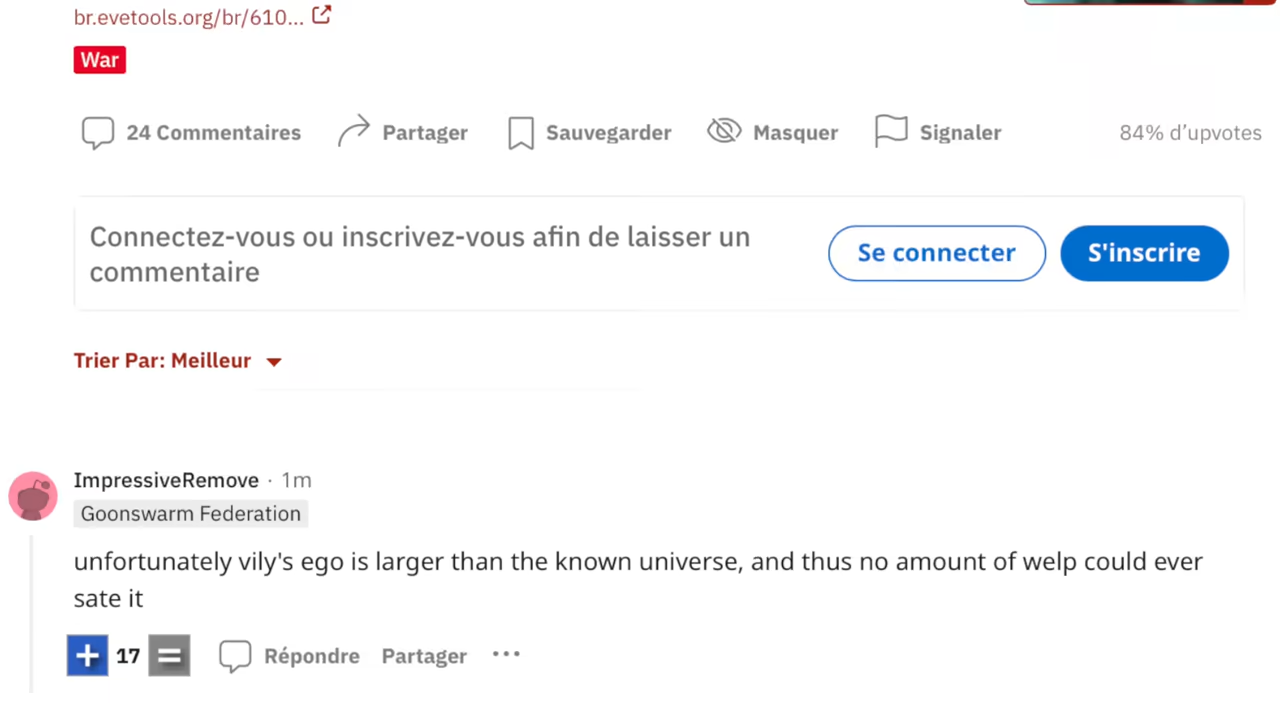 br.evetools.org/br/610...
War
24 Commentaires Partager Sauvegarder Masquer Signaler 84% d’upvotes
Connectez-vous ou inscrivez-vous afin de laisser un
commentaire
Se connecter S'inscrire
Trier Par: Meilleur
ImpressiveRemove · 1m
Goonswarm Federation
unfortunately vily's ego is larger than the known universe, and thus no amount of welp could ever
sate it
+ 17 = Répondre Partager ...